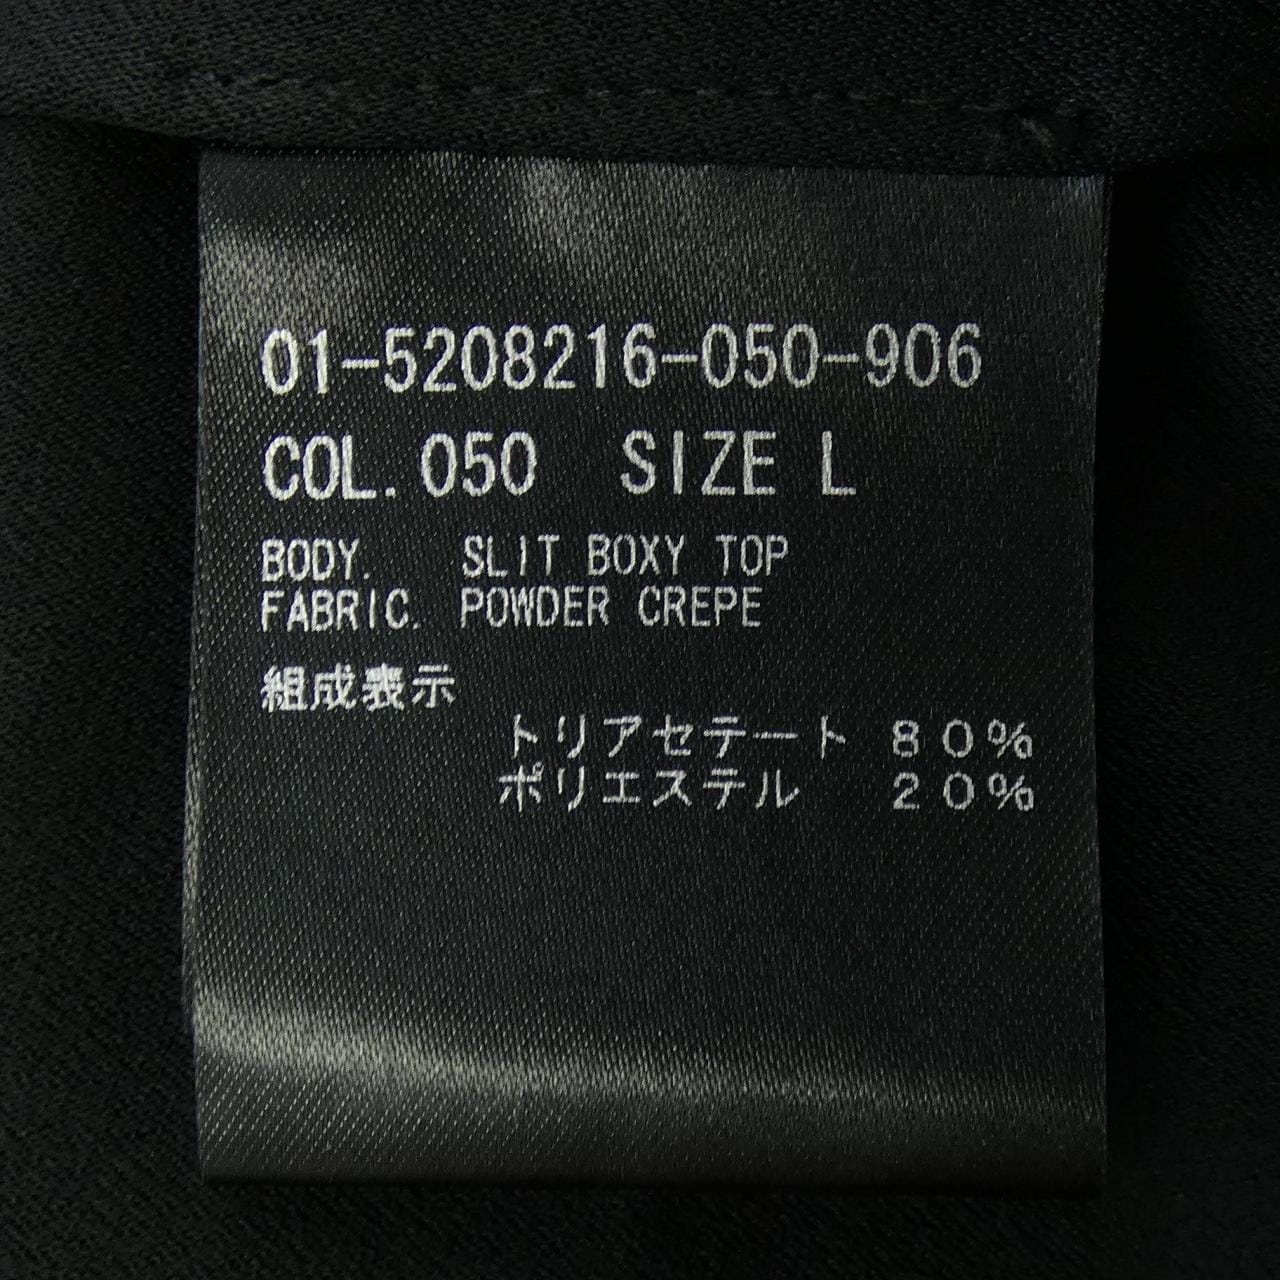 01-5208216-050-906
COL. 050 SIZE L
BODY. SLIT BOXY TOP
FABRIC. POWDER CREPE
組成表示
トリアセテート 80%
ポリエステル 20%